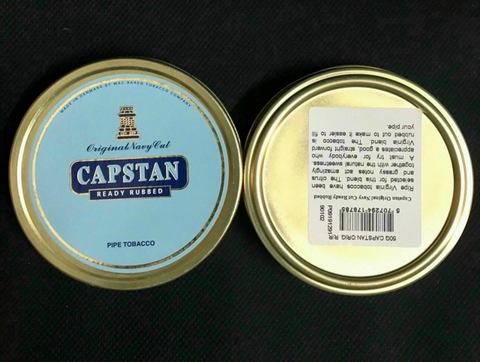 MADE IN DENMARK BY MAC BAREN TOBACCO COMPANY
Original Navy Cut
CAPSTAN
READY RUBBED
PIPE TOBACCO
50G CAPSTAN ORIG. R/R
90102
Capstan Original Navy Cut Ready Rubbed
Ripe Virginia tobaccos have been
selected for this blend. The citrus
and grassy notes act amazingly
together with the natural sweetness.
A must try for everybody who
appreciates a good, straight forward
Virginia blend. The tobacco is
rubbed out to make it easier to fill
your pipe.